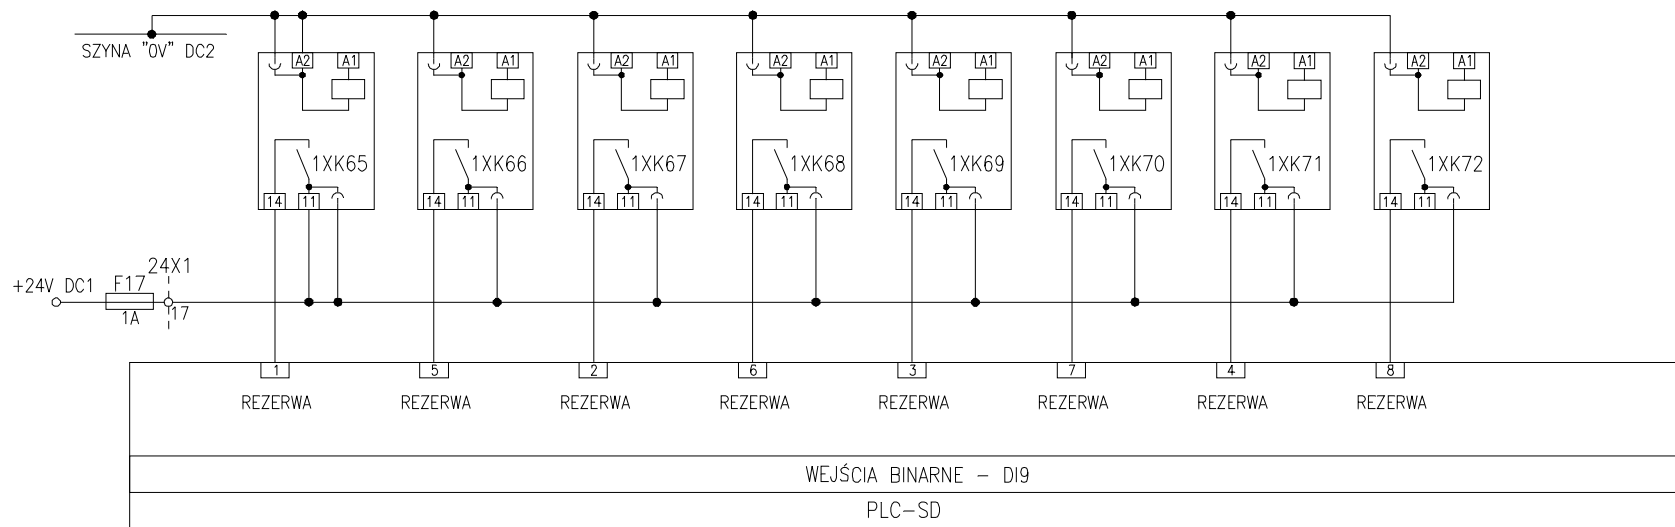 SZYNA "0V" DC2
A2 A1 A2 A1 A2 A1 A2 A1 A2 A1 A2 A1 A2 A1 A2 A1
1XK65 1XK66 1XK67 1XK68 1XK69 1XK70 1XK71 1XK72
14 11 14 11 14 11 14 11 14 11 14 11 14 11 14 11
24X1
+24V DC1 F17
1A 17
1 5 2 6 3 7 4 8
REZERWA REZERWA REZERWA REZERWA REZERWA REZERWA REZERWA REZERWA
WEJŚCIA BINARNE - DI9
PLC-SD